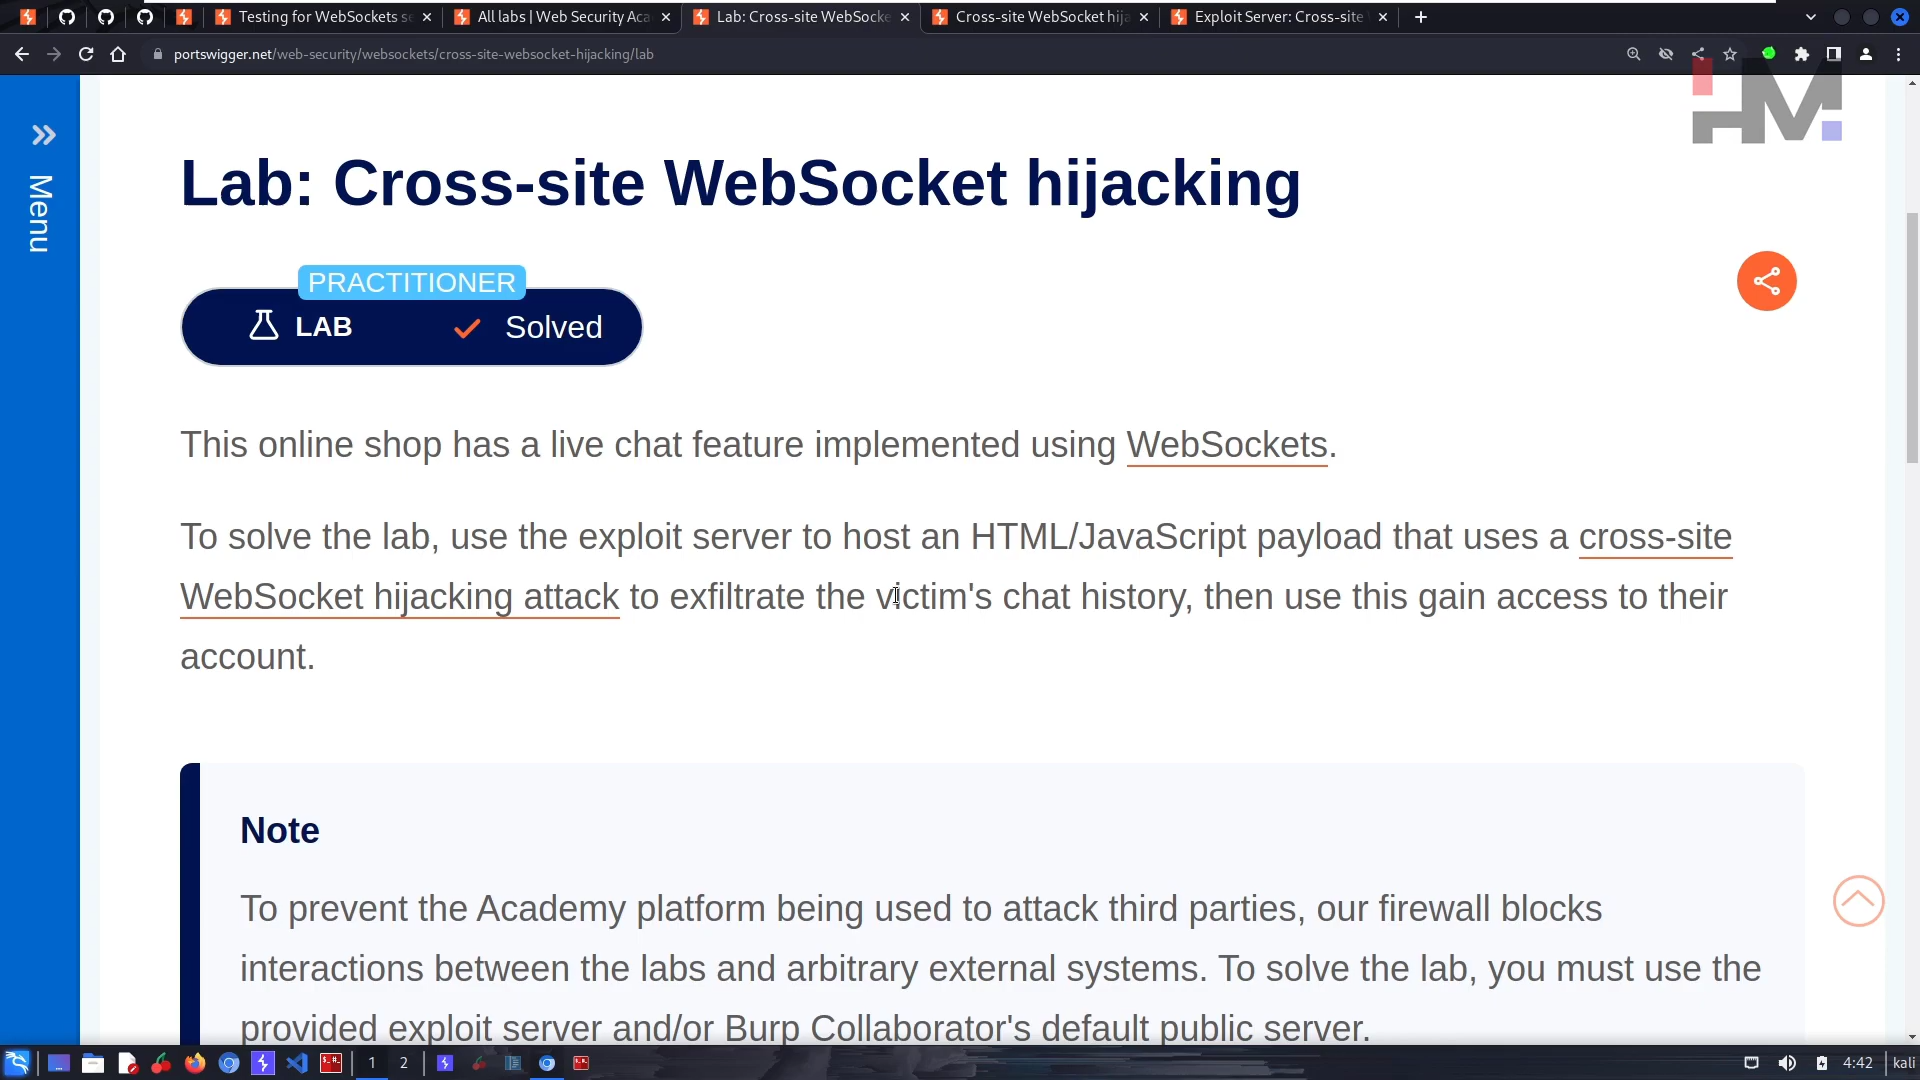 Testing for WebSockets se
All labs | Web Security Aca
Lab: Cross-site WebSocke
Cross-site WebSocket hija
Exploit Server: Cross-site
portswigger.net/web-security/websockets/cross-site-websocket-hijacking/lab
HM
Menu
Lab: Cross-site WebSocket hijacking
PRACTITIONER
LAB
Solved
This online shop has a live chat feature implemented using WebSockets.
To solve the lab, use the exploit server to host an HTML/JavaScript payload that uses a cross-site
WebSocket hijacking attack to exfiltrate the victim's chat history, then use this gain access to their
account.
Note
To prevent the Academy platform being used to attack third parties, our firewall blocks
interactions between the labs and arbitrary external systems. To solve the lab, you must use the
provided exploit server and/or Burp Collaborator's default public server.
1
2
4:42
kali